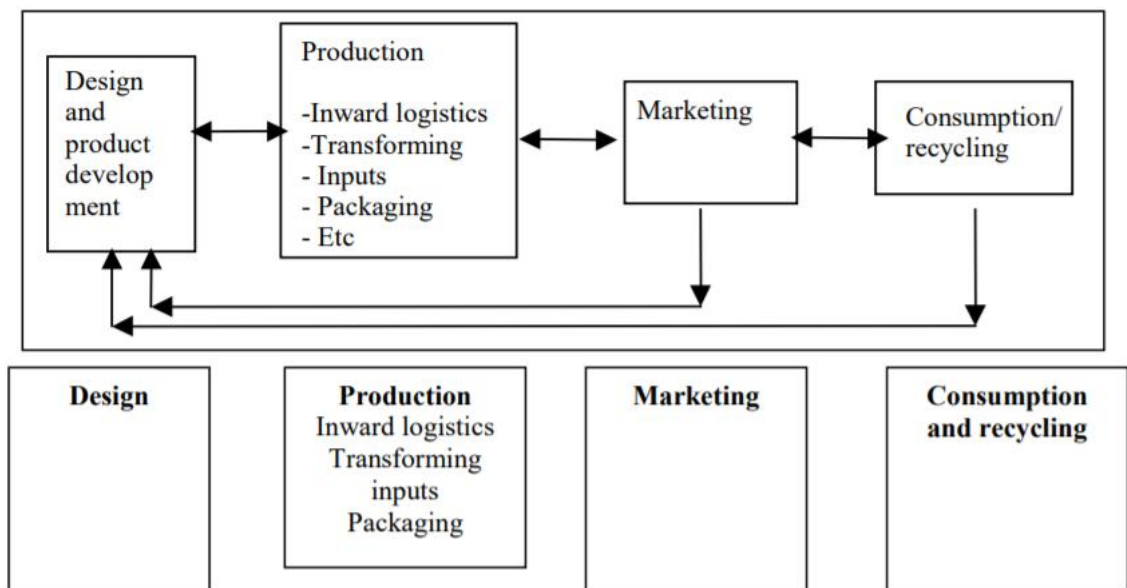 Design
and
product
develop
ment
Production
-Inward logistics
-Transforming
- Inputs
- Packaging
- Etc
Marketing
Consumption/
recycling
Design
Production
Inward logistics
Transforming
inputs
Packaging
Marketing
Consumption
and recycling